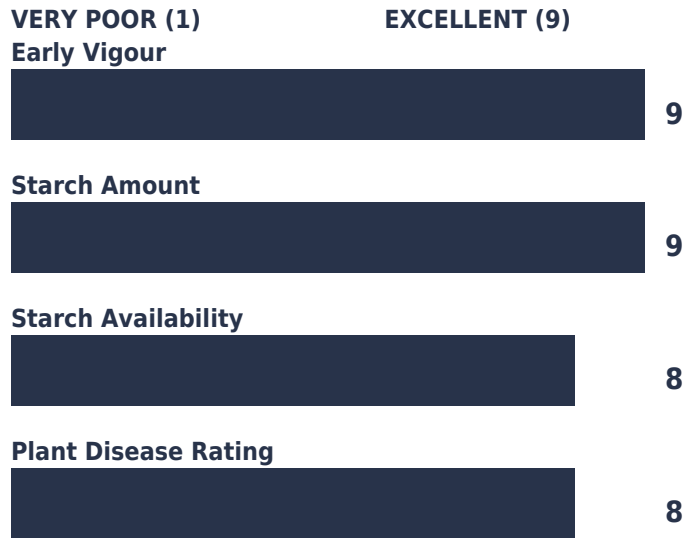 VERY POOR (1) EXCELLENT (9)
Early Vigour
9
Starch Amount
9
Starch Availability
8
Plant Disease Rating
8